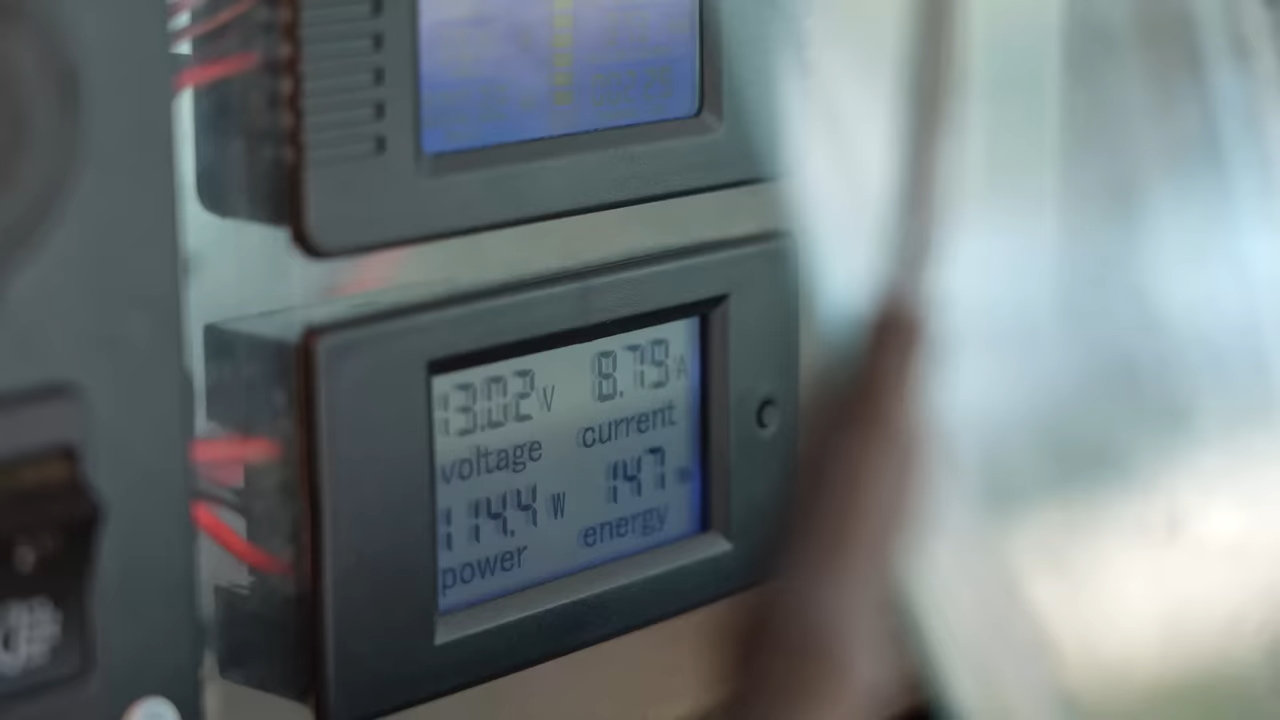 13.02 V 8.79 A
voltage current
114.4 W 147
power energy